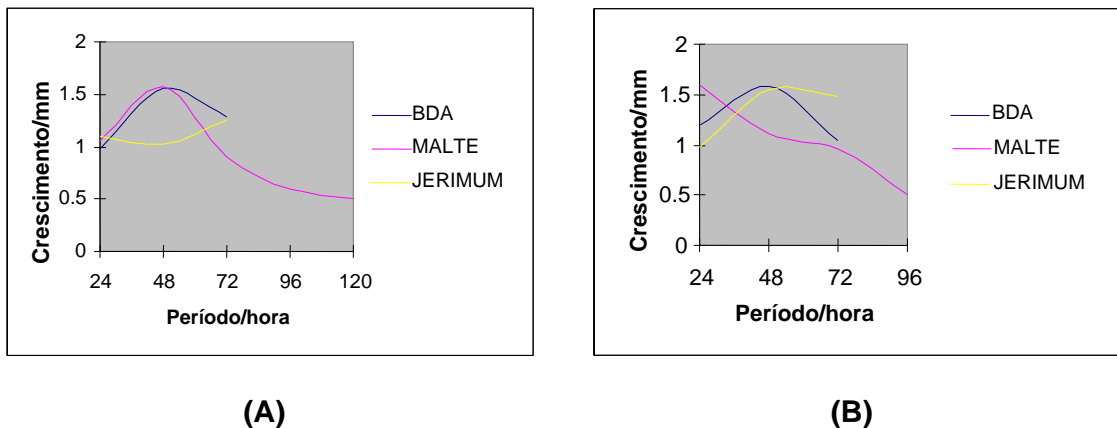 2
1.5
1
0.5
0
24 48 72 96 120
Crescimento/mm
Período/hora
BDA
MALTE
JERIMUM
(A)
2
1.5
1
0.5
0
24 48 72 96
Crescimento/mm
Período/hora
BDA
MALTE
JERIMUM
(B)